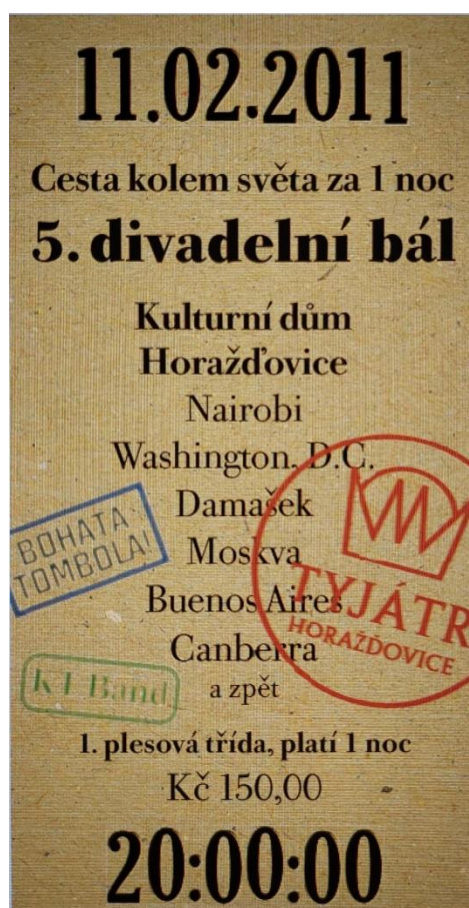 11.02.2011
Cesta kolem světa za 1 noc
5. divadelní bál
Kulturní dům
Horažďovice
Nairobi
Washington, D.C.
Damašek
BOHATÁ
TOMBOLA!
Moskva
Buenos Aires
TYJÁTR
HORAŽĎOVICE
Canberra
KT Band
a zpět
1. plesová třída, platí 1 noc
Kč 150,00
20:00:00